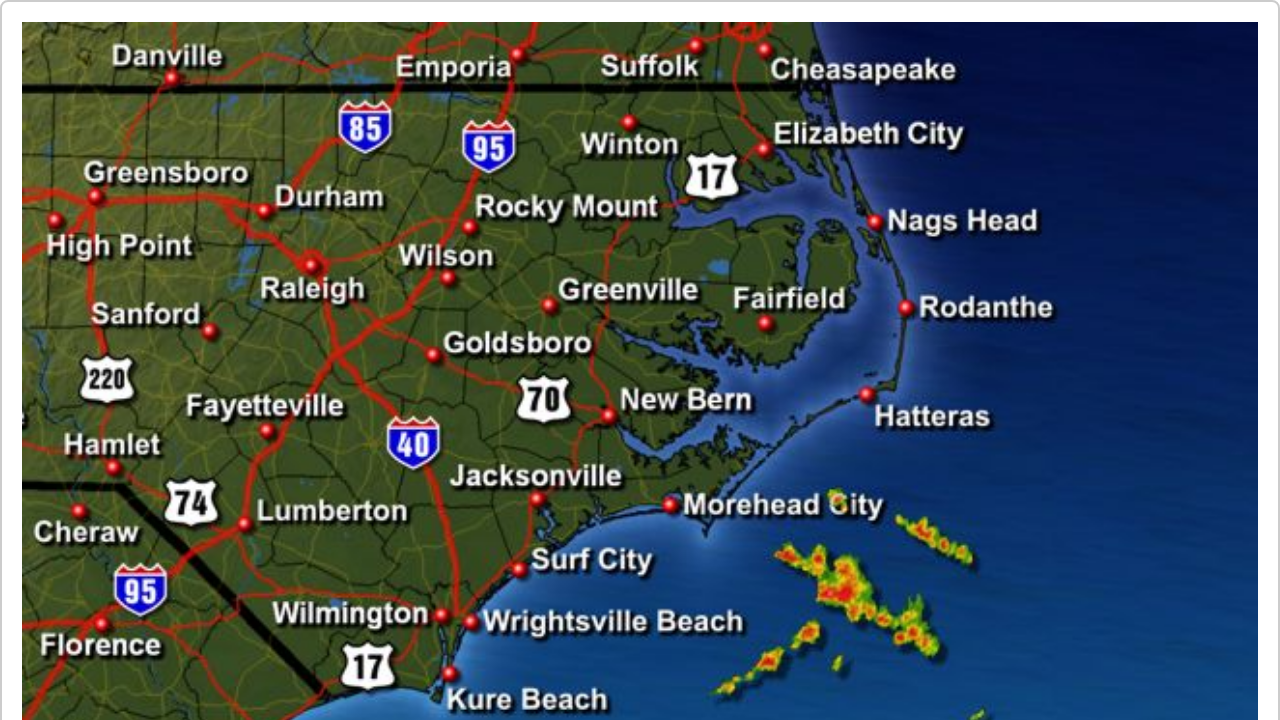 Danville
Emporia
Suffolk
Cheasapeake
85
95
Winton
Elizabeth City
17
Greensboro
Durham
Rocky Mount
Nags Head
High Point
Wilson
Raleigh
Greenville
Fairfield
Rodanthe
Sanford
Goldsboro
220
Fayetteville
70
New Bern
Hatteras
Hamlet
40
Jacksonville
74
Lumberton
Morehead City
Cheraw
Surf City
95
Wilmington
Wrightsville Beach
Florence
17
Kure Beach